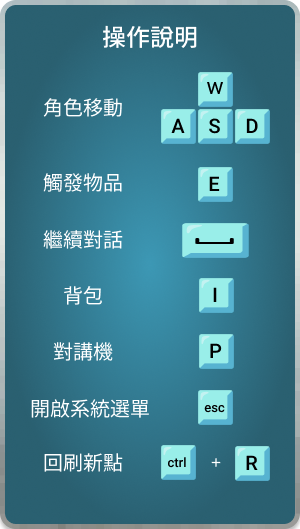 操作說明
W
角色移動
A S D
觸發物品 E
繼續對話
背包 I
對講機 P
開啟系統選單 esc
回刷新點 ctrl + R